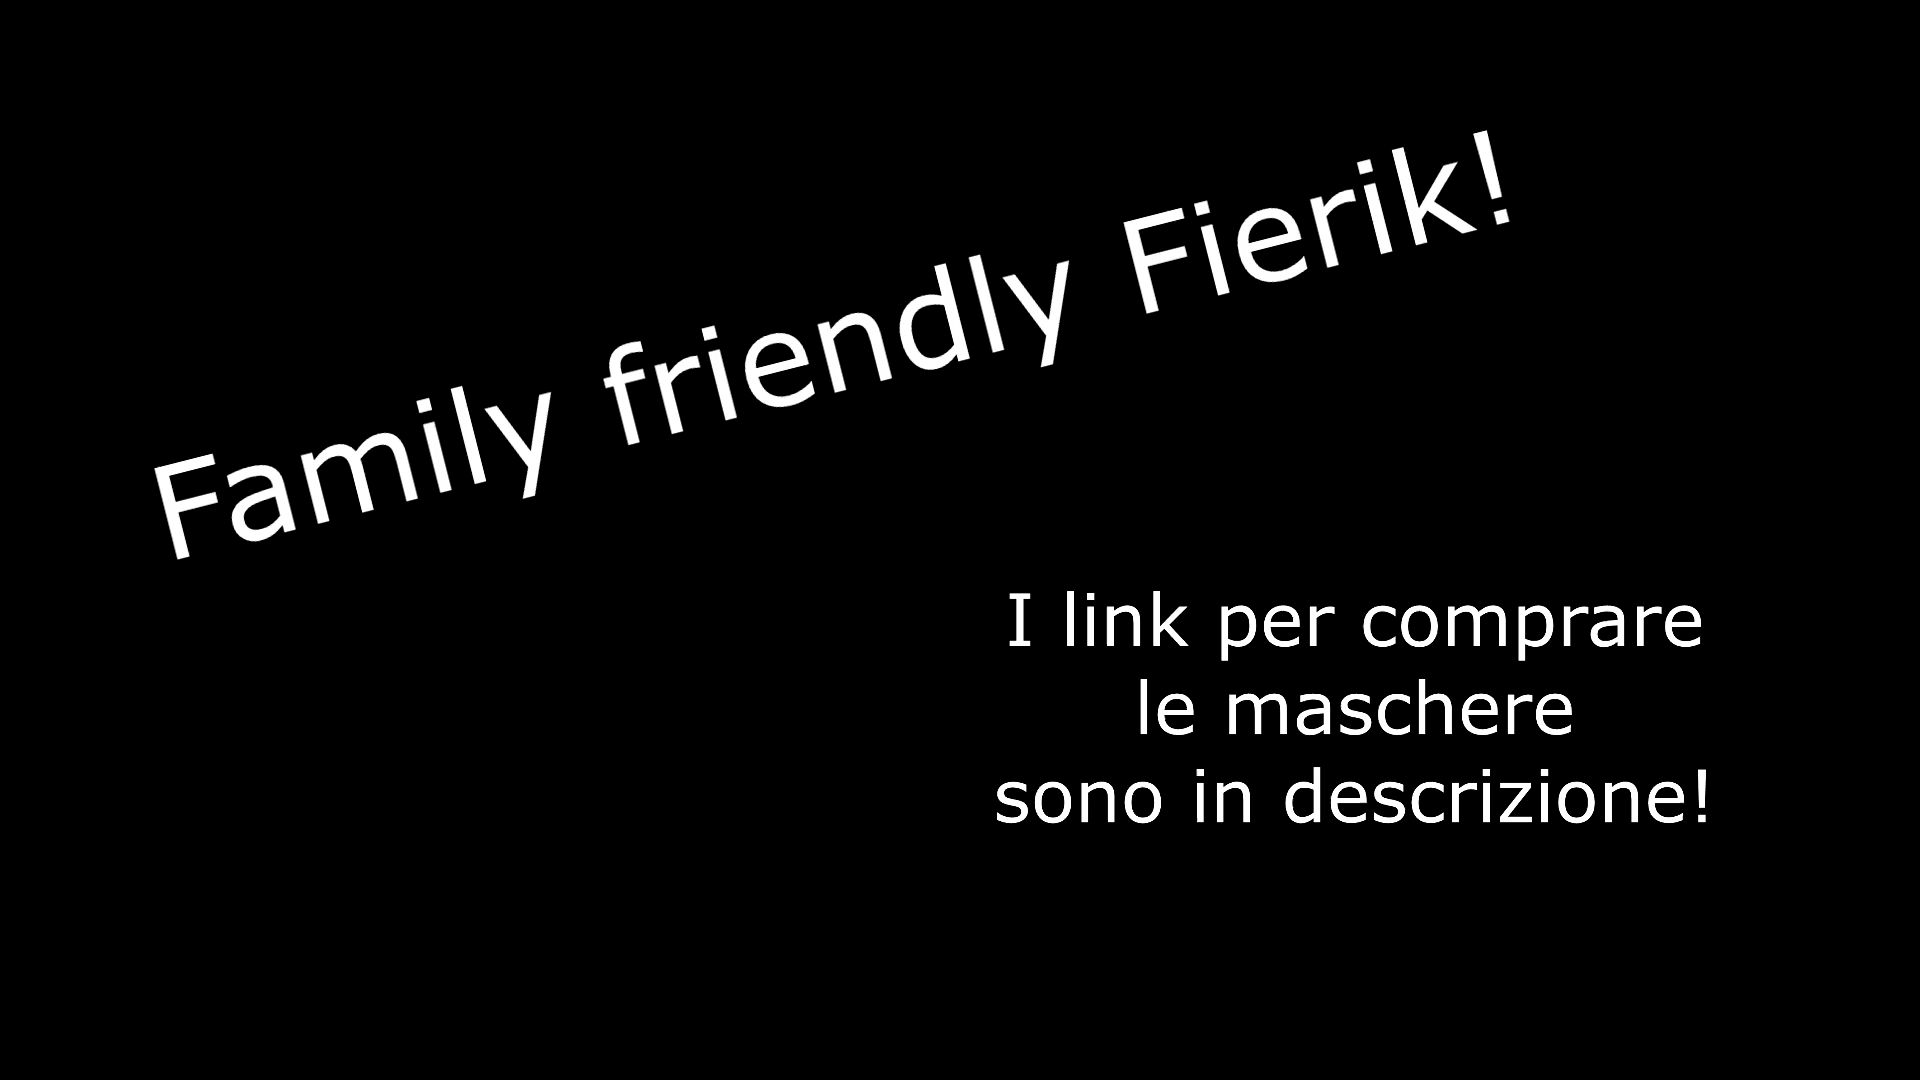 Family friendly Fierik!
I link per comprare
le maschere
sono in descrizione!